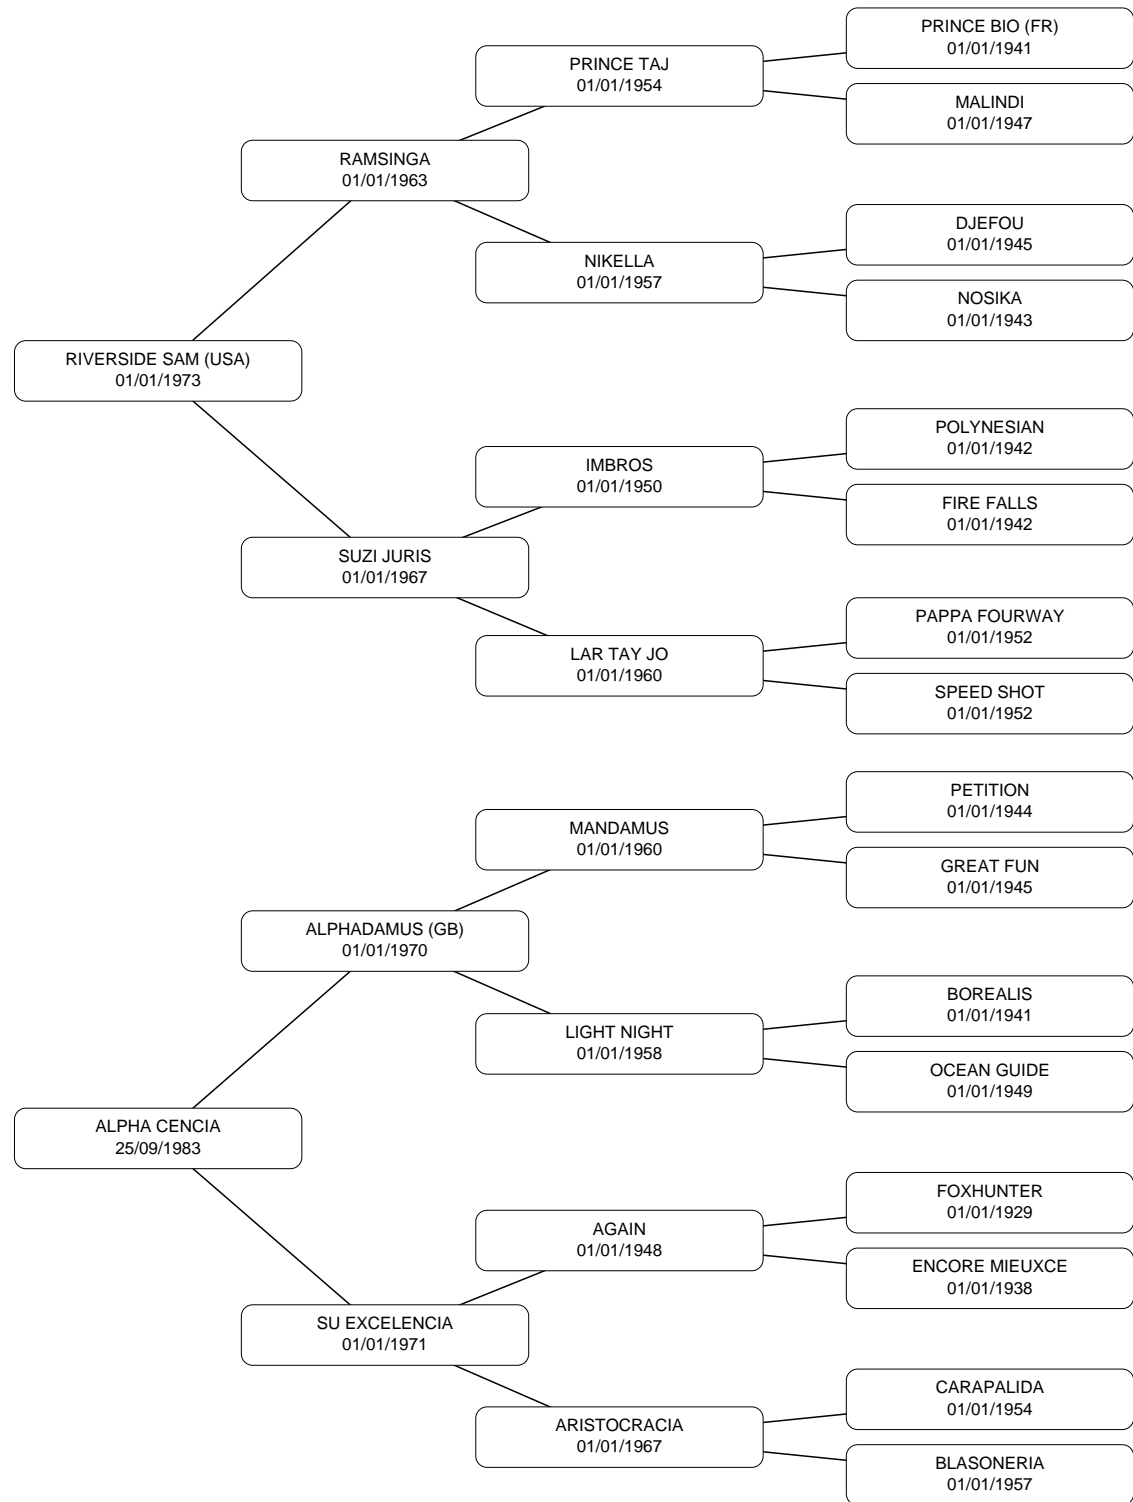 PRINCE BIO (FR)
01/01/1941
PRINCE TAJ
01/01/1954
MALINDI
01/01/1947
RAMSINGA
01/01/1963
DJEFOU
01/01/1945
NIKELLA
01/01/1957
NOSIKA
01/01/1943
RIVERSIDE SAM (USA)
01/01/1973
POLYNESIAN
01/01/1942
IMBROS
01/01/1950
FIRE FALLS
01/01/1942
SUZI JURIS
01/01/1967
PAPPA FOURWAY
01/01/1952
LAR TAY JO
01/01/1960
SPEED SHOT
01/01/1952
PETITION
01/01/1944
MANDAMUS
01/01/1960
GREAT FUN
01/01/1945
ALPHADAMUS (GB)
01/01/1970
BOREALIS
01/01/1941
LIGHT NIGHT
01/01/1958
OCEAN GUIDE
01/01/1949
ALPHA CENCIA
25/09/1983
FOXHUNTER
01/01/1929
AGAIN
01/01/1948
ENCORE MIEUXCE
01/01/1938
SU EXCELENCIA
01/01/1971
CARAPALIDA
01/01/1954
ARISTOCRACIA
01/01/1967
BLASONERIA
01/01/1957